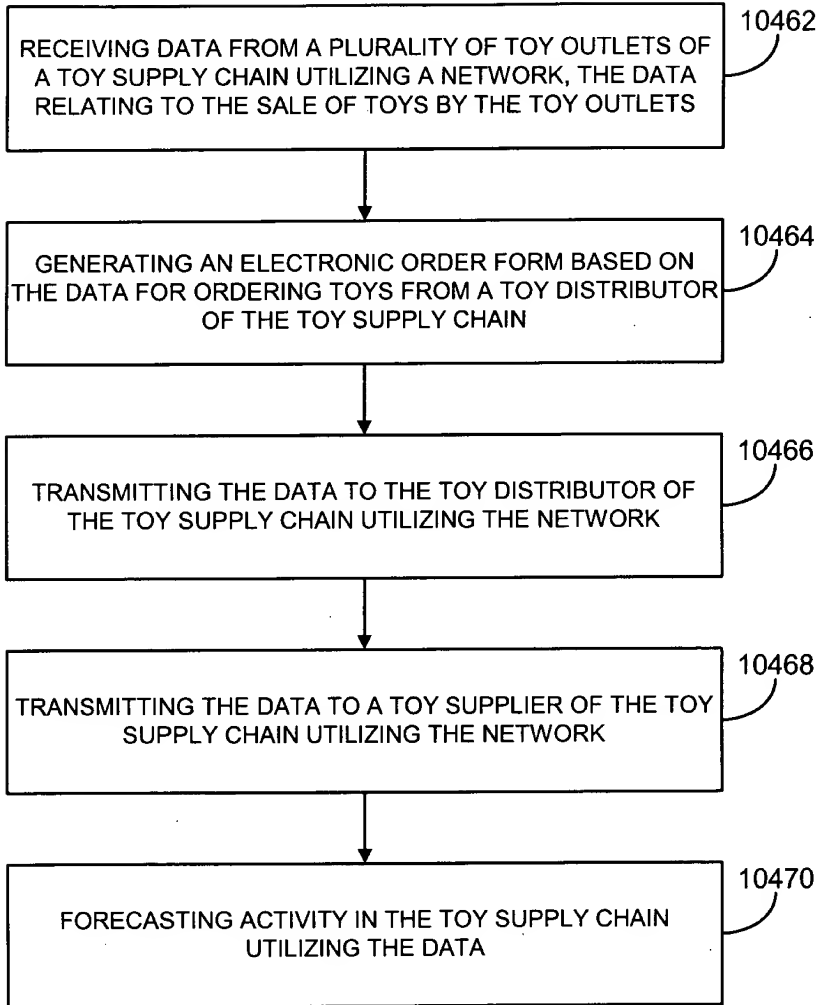 10462
RECEIVING DATA FROM A PLURALITY OF TOY OUTLETS OF
A TOY SUPPLY CHAIN UTILIZING A NETWORK, THE DATA
RELATING TO THE SALE OF TOYS BY THE TOY OUTLETS
10464
GENERATING AN ELECTRONIC ORDER FORM BASED ON
THE DATA FOR ORDERING TOYS FROM A TOY DISTRIBUTOR
OF THE TOY SUPPLY CHAIN
10466
TRANSMITTING THE DATA TO THE TOY DISTRIBUTOR OF
THE TOY SUPPLY CHAIN UTILIZING THE NETWORK
10468
TRANSMITTING THE DATA TO A TOY SUPPLIER OF THE TOY
SUPPLY CHAIN UTILIZING THE NETWORK
10470
FORECASTING ACTIVITY IN THE TOY SUPPLY CHAIN
UTILIZING THE DATA